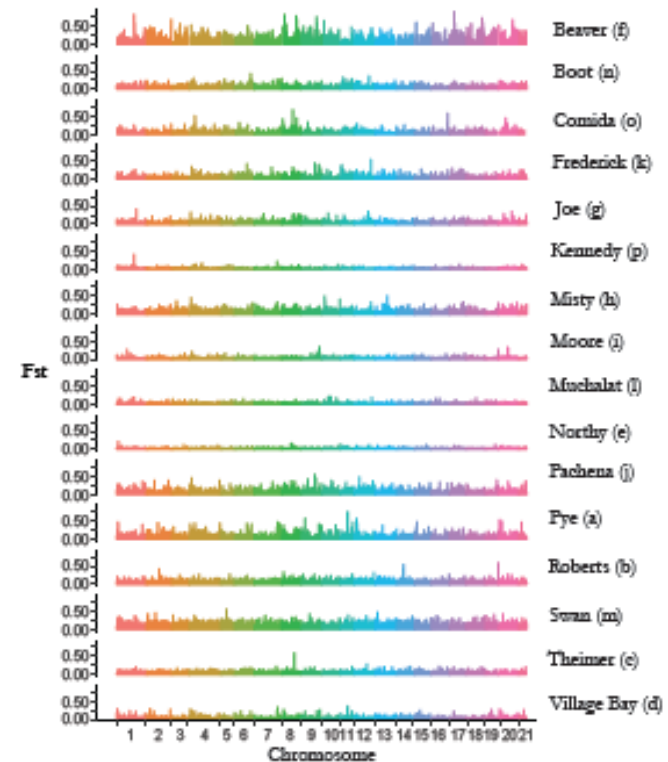 0.50 Beaver (f)
0.00
0.50 Boot (n)
0.00
0.50 Comida (o)
0.00
0.50 Frederick (k)
0.00
0.50 Joe (g)
0.00
0.50 Kennedy (p)
0.00
0.50 Misty (h)
0.00
0.50 Moore (i)
0.00
Fst
0.50 Muchalat (l)
0.00
0.50 Northy (e)
0.00
0.50 Pachena (j)
0.00
0.50 Pye (a)
0.00
0.50 Roberts (b)
0.00
0.50 Swan (m)
0.00
0.50 Theimer (c)
0.00
0.50 Village Bay (d)
0.00
1 2 3 4 5 6 7 8 9 10 11 12 13 14 15 16 17 18 19 20 21
Chromosome